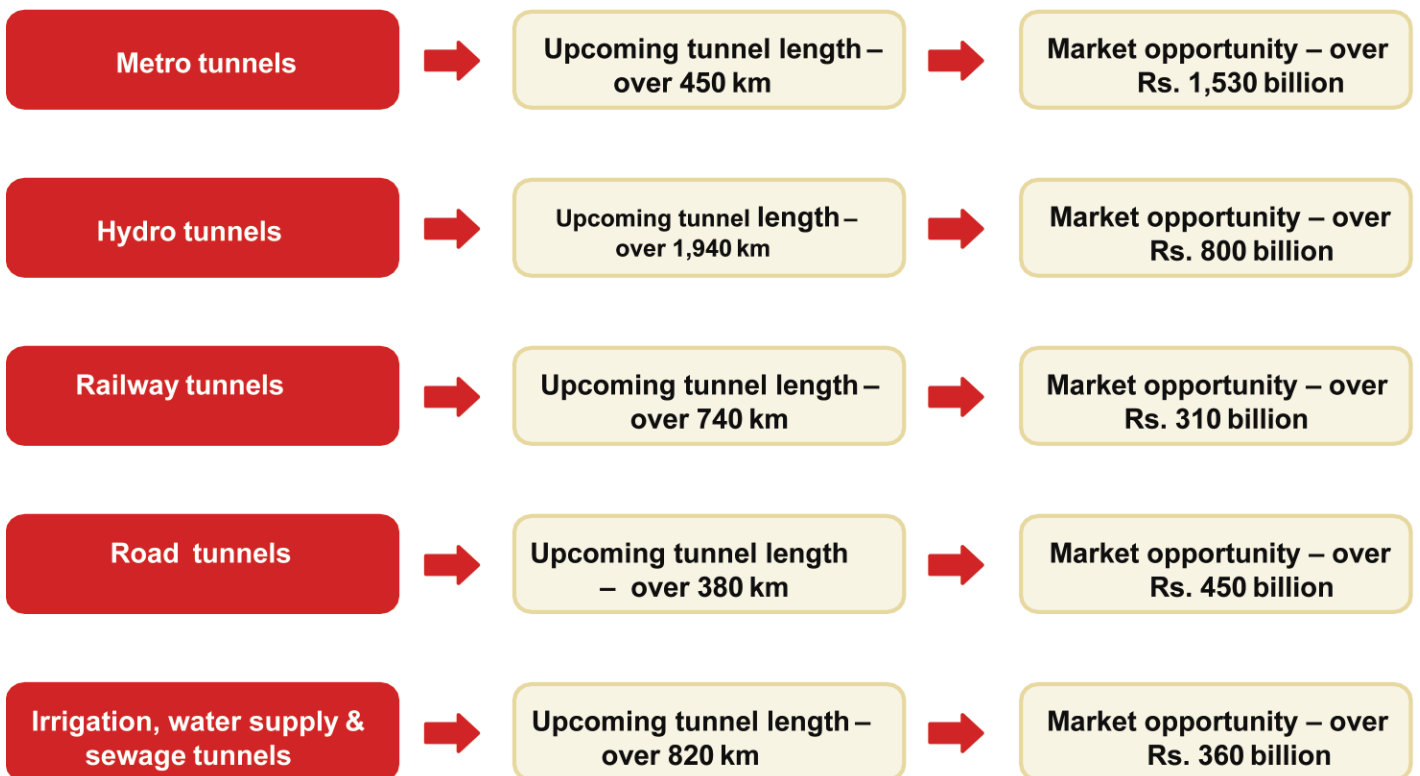 Metro tunnels
Upcoming tunnel length –
over 450 km
Market opportunity – over
Rs. 1,530 billion
Hydro tunnels
Upcoming tunnel length –
over 1,940 km
Market opportunity – over
Rs. 800 billion
Railway tunnels
Upcoming tunnel length –
over 740 km
Market opportunity – over
Rs. 310 billion
Road tunnels
Upcoming tunnel length
– over 380 km
Market opportunity – over
Rs. 450 billion
Irrigation, water supply &
sewage tunnels
Upcoming tunnel length –
over 820 km
Market opportunity – over
Rs. 360 billion